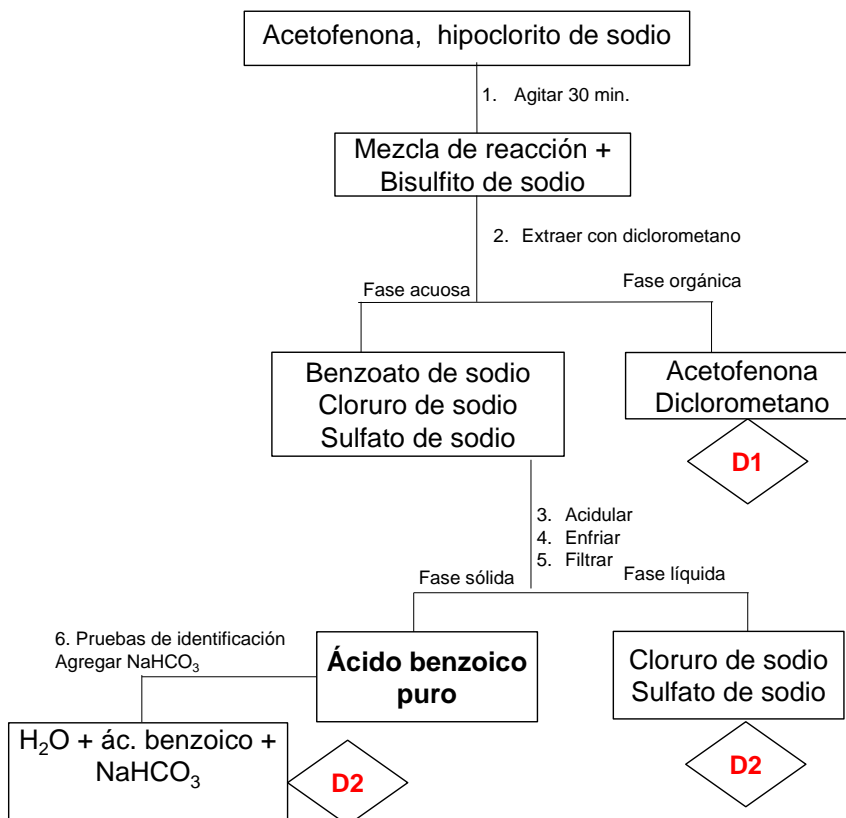 Acetofenona, hipoclorito de sodio
1. Agitar 30 min.
Mezcla de reacción +
Bisulfito de sodio
2. Extraer con diclorometano
Fase acuosa
Fase orgánica
Benzoato de sodio
Cloruro de sodio
Sulfato de sodio
Acetofenona
Diclorometano
D1
3. Acidular
4. Enfriar
5. Filtrar
Fase sólida
Fase líquida
6. Pruebas de identificación
Agregar NaHCO₃
Ácido benzoico
puro
Cloruro de sodio
Sulfato de sodio
H₂O + ác. benzoico +
NaHCO₃
D2
D2